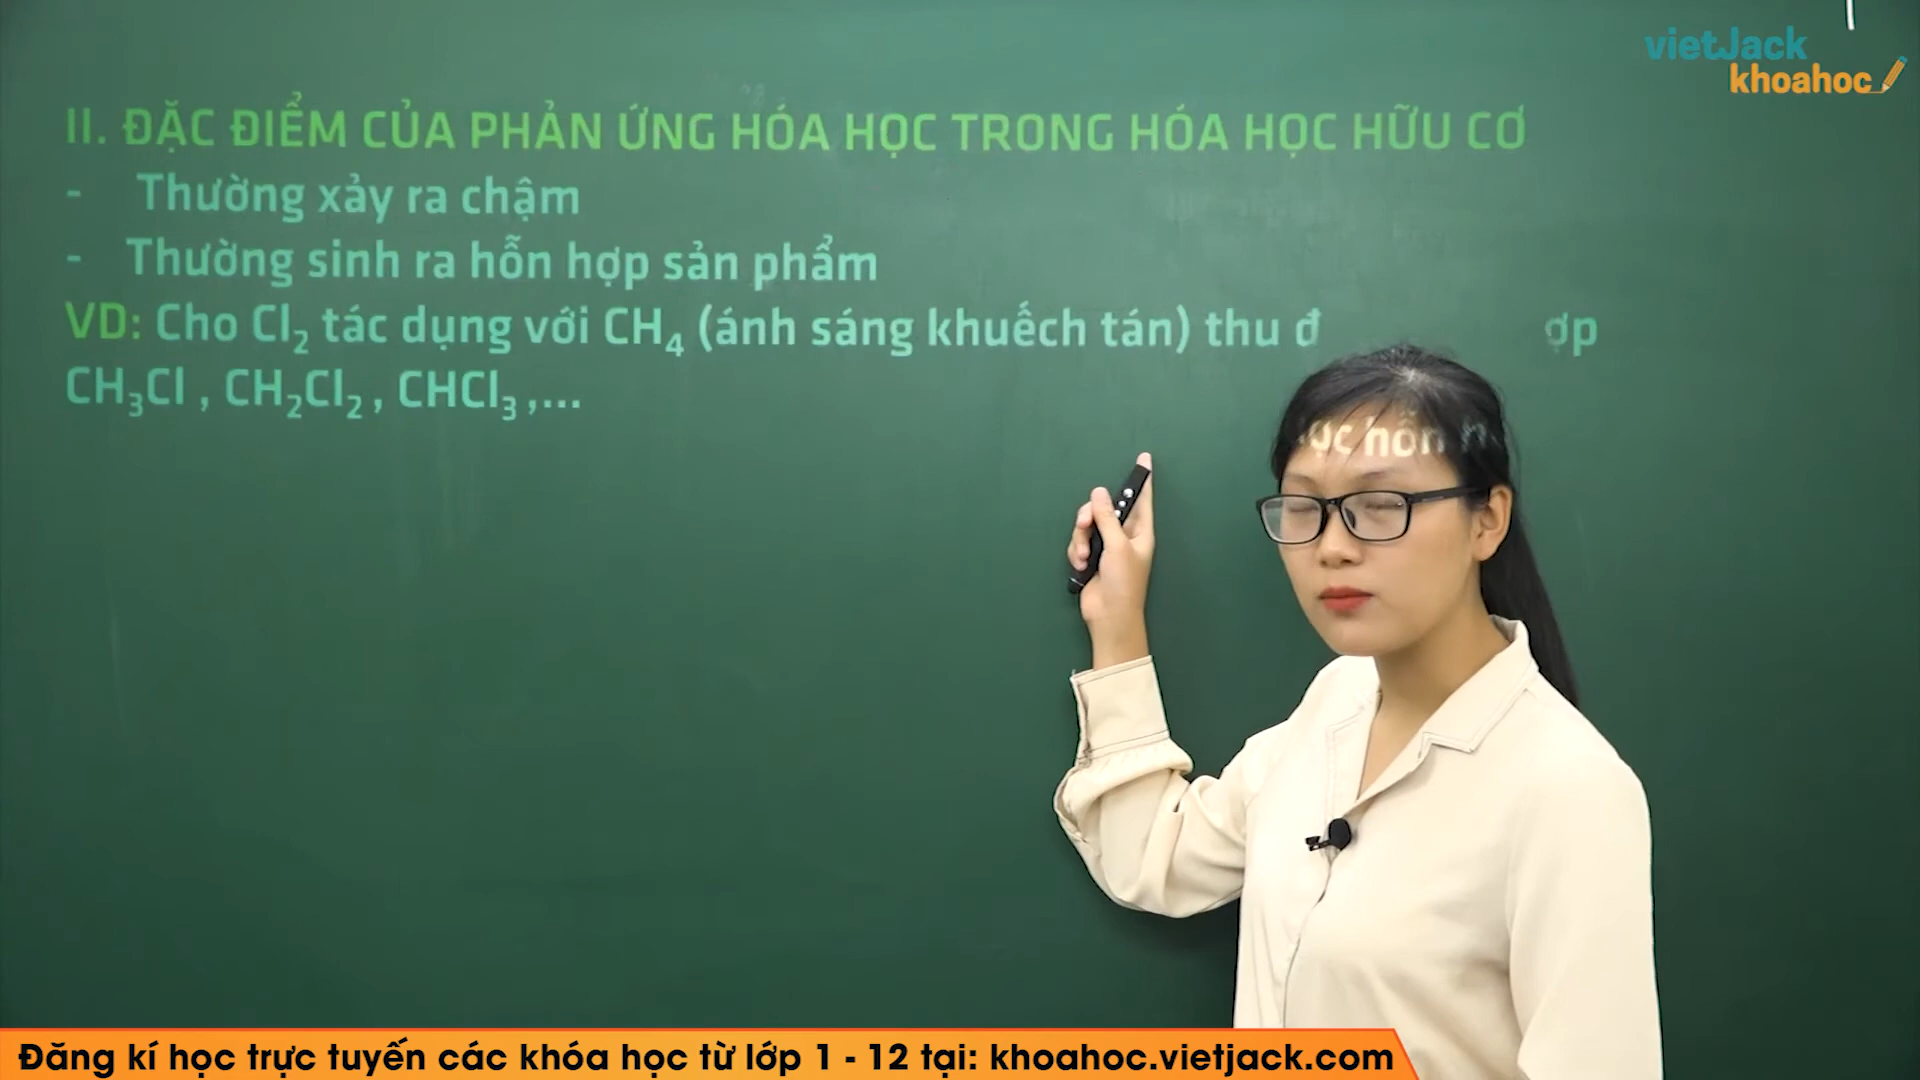 vietJack
khoahoc
II. ĐẶC ĐIỂM CỦA PHẢN ỨNG HÓA HỌC TRONG HÓA HỌC HỮU CƠ
- Thường xảy ra chậm
- Thường sinh ra hỗn hợp sản phẩm
VD: Cho Cl₂ tác dụng với CH₄ (ánh sáng khuếch tán) thu được hỗn hợp
CH₃Cl , CH₂Cl₂ , CHCl₃ ,...
Đăng kí học trực tuyến các khóa học từ lớp 1 - 12 tại: khoahoc.vietjack.com